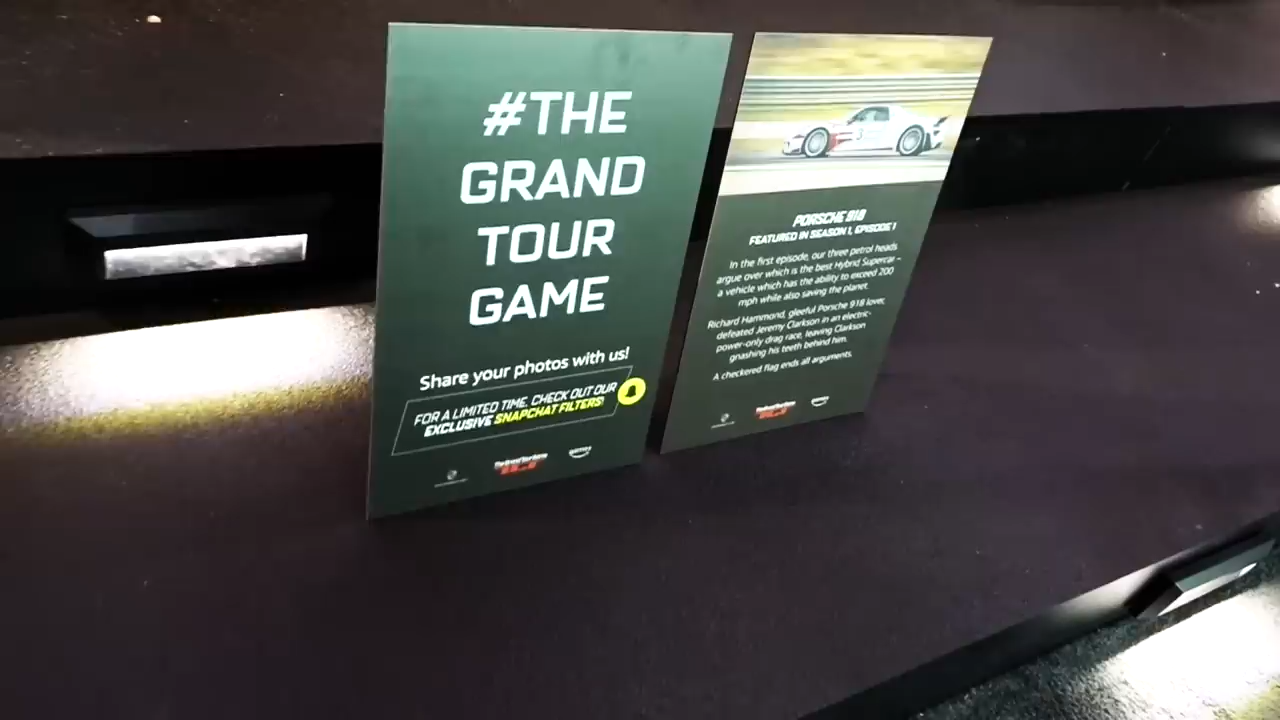 #THE
GRAND
TOUR
GAME
Share your photos with us!
FOR A LIMITED TIME, CHECK OUT OUR
EXCLUSIVE SNAPCHAT FILTERS!
PORSCHE 918
FEATURED IN SEASON 1, EPISODE 1
In the first episode, our three petrol heads
argue over which is the best Hybrid Supercar –
a vehicle which has the ability to exceed 200
mph while also saving the planet.
Richard Hammond, gleeful Porsche 918 lover,
defeated Jeremy Clarkson in an electric-
power-only drag race, leaving Clarkson
gnashing his teeth behind him.
A checkered flag ends all arguments.